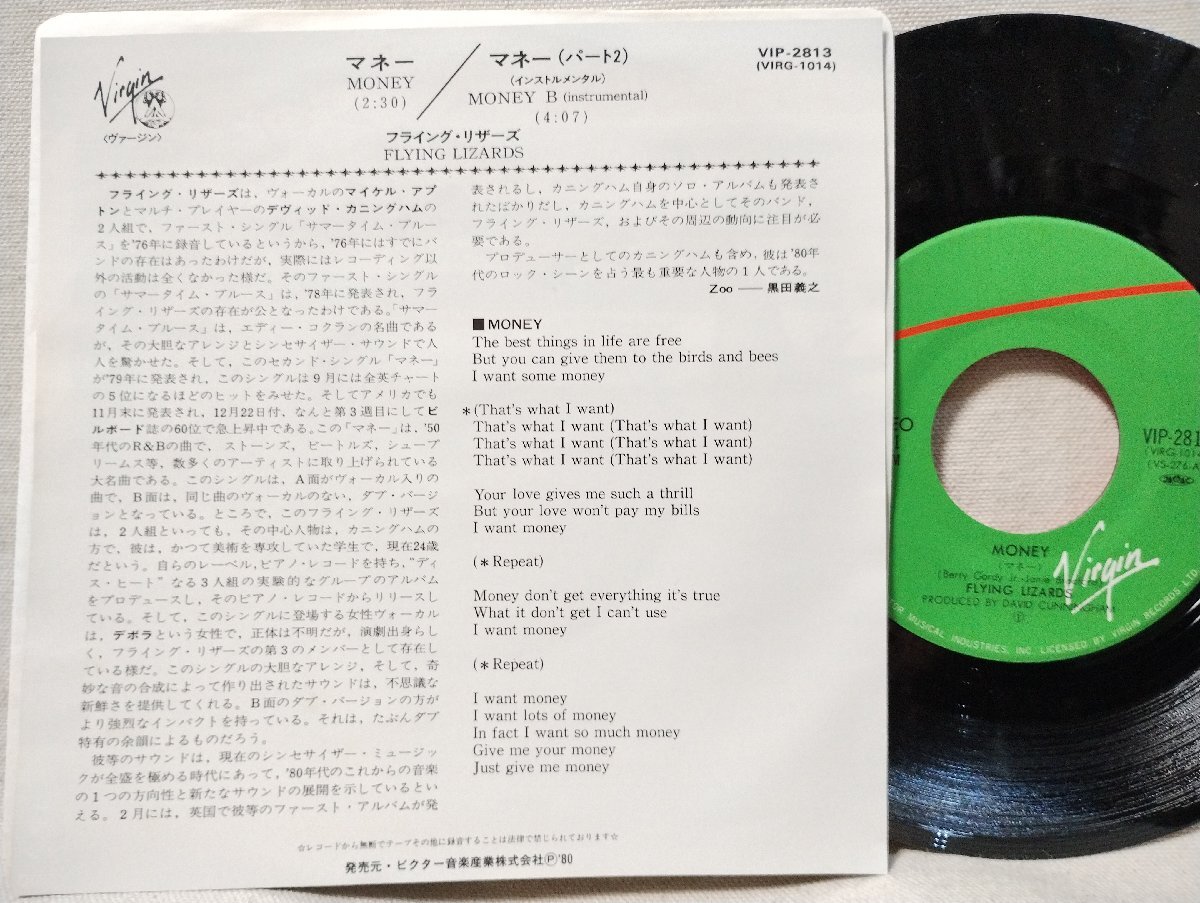 Virgin
〈ヴァージン〉
マネー
MONEY
(2:30)
マネー(パート2)
(インストルメンタル)
MONEY B (instrumental)
(4:07)
VIP-2813
(VIRG-1014)
フライング・リザーズ
FLYING LIZARDS
フライング・リザーズは、ヴォーカルのマイケル・アプ
トンとマルチ・プレイヤーのデヴィッド・カニングハムの
2人組で、ファースト・シングル「サマータイム・ブルー
ス」を'76年に録音しているというから、'76年にはすでにバ
ンドの存在はあったわけだが、実際にはレコーディング以
外の活動は全くなかった様だ。そのファースト・シングル
の「サマータイム・ブルース」は、'78年に発表され、フラ
イング・リザーズの存在が公となったわけである。「サマ
ータイム・ブルース」は、エディー・コクランの名曲である
が、その大胆なアレンジとシンセサイザー・サウンドで人
人を驚かせた。そして、このセカンド・シングル「マネー」
が'79年に発表され、このシングルは9月には全英チャート
の5位になるほどのヒットをみせた。そしてアメリカでも
11月末に発表され、12月22日付、なんと第3週目にしてビ
ルボード誌の60位で急上昇中である。この「マネー」は、'50
年代のR&Bの曲で、ストーンズ、ビートルズ、シュープ
リームス等、数多くのアーティストに取り上げられている
大名曲である。このシングルは、A面がヴォーカル入りの
曲で、B面は、同じ曲のヴォーカルのない、ダブ・バージ
ョンとなっている。ところで、このフライング・リザーズ
は、2人組といっても、その中心人物は、カニングハムの
方で、彼は、かつて美術を専攻していた学生で、現在24歳
だという。自らのレーベル、ピアノ・レコードを持ち、"ディ
ス・ヒート"なる3人組の実験的なグループのアルバム
をプロデュースし、そのピアノ・レコードからリリースし
ている。そして、このシングルに登場する女性ヴォーカル
は、デボラという女性で、正体は不明だが、演劇出身らし
く、フライング・リザーズの第3のメンバーとして存在し
ている様だ。このシングルの大胆なアレンジ、そして、奇
妙な音の合成によって作り出されたサウンドは、不思議な
新鮮さを提供してくれる。B面のダブ・バージョンの方が
より強烈なインパクトを持っている。それは、たぶんダブ
特有の余韻によるものだろう。
彼等のサウンドは、現在のシンセサイザー・ミュージッ
クが全盛を極める時代にあって、'80年代のこれからの音楽
の1つの方向性と新たなサウンドの展開を示しているとい
える。2月には、英国で彼等のファースト・アルバムが発
表されるし、カニングハム自身のソロ・アルバムも発表さ
れたばかりだし、カニングハムを中心としてそのバンド、
フライング・リザーズ、およびその周辺の動向に注目が必
要である。
プロデューサーとしてのカニングハムも含め、彼は'80年
代のロック・シーンを占う最も重要な人物の1人である。
Zoo ── 黒田義之
■MONEY
The best things in life are free
But you can give them to the birds and bees
I want some money
*(That's what I want)
That's what I want (That's what I want)
That's what I want (That's what I want)
That's what I want (That's what I want)
Your love gives me such a thrill
But your love won't pay my bills
I want money
(*Repeat)
Money don't get everything it's true
What it don't get I can't use
I want money
(*Repeat)
I want money
I want lots of money
In fact I want so much money
Give me your money
Just give me money
☆レコードから無断でテープその他に録音することは法律で禁じられております☆
発売元・ビクター音楽産業株式会社Ⓟ'80
VIP-281
(VIRG-1014
(VS-276-A
MONEY
(マネー)
(Berry Gordy Jr.-Janie
FLYING LIZARDS
PRODUCED BY DAVID CUNNINGHAM
Virgin
MUSICAL INDUSTRIES, INC. LICENSED BY VIRGIN RECORDS LTD.